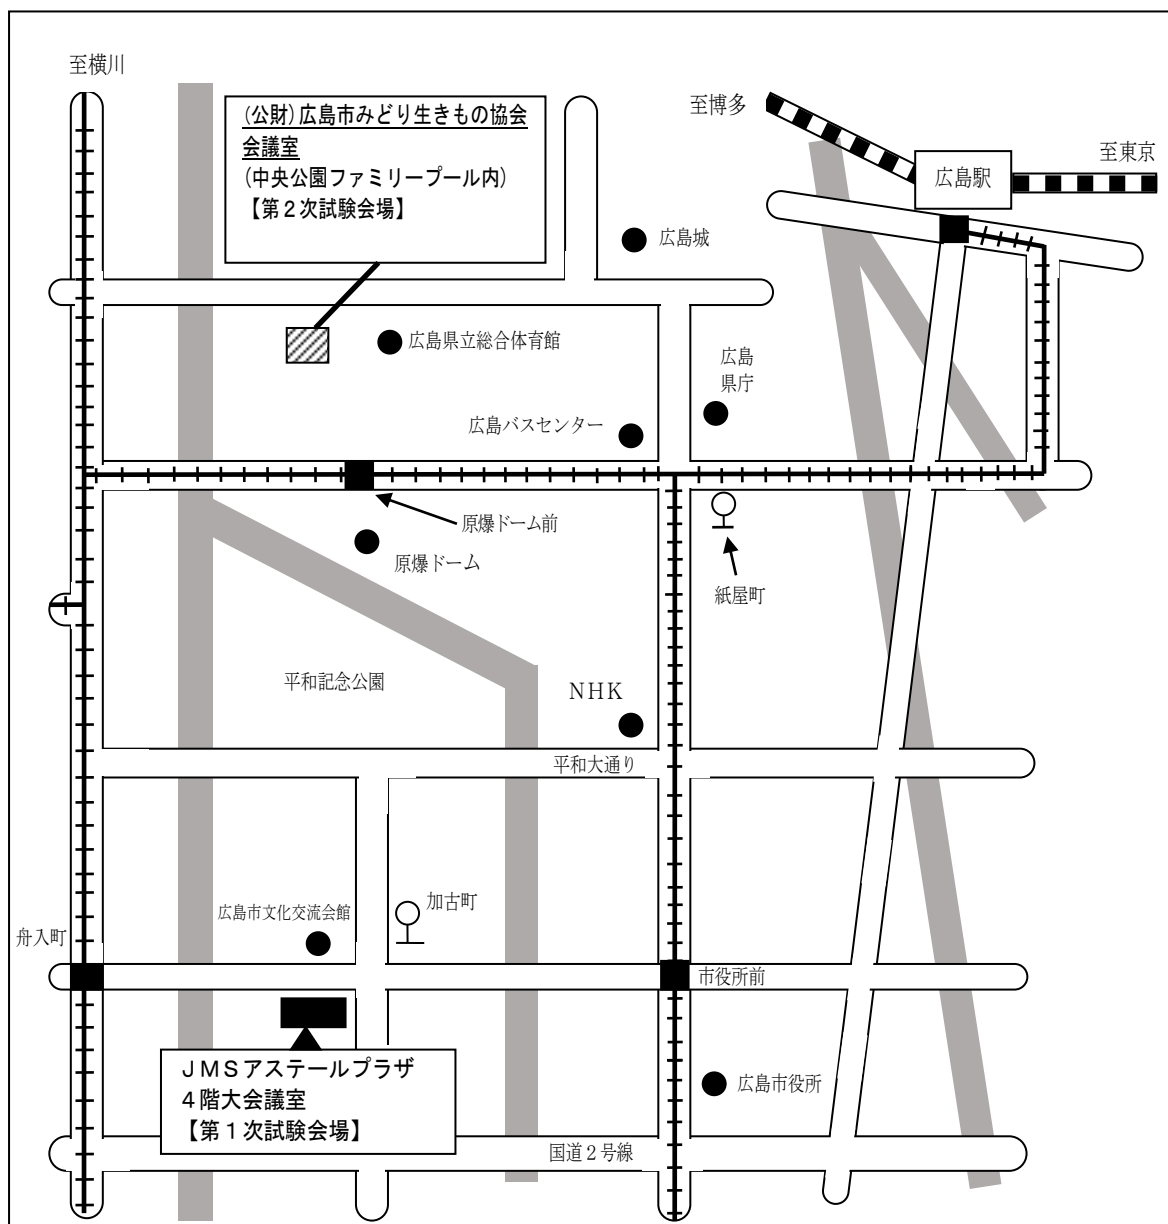 至横川
(公財)広島市みどり生きもの協会
会議室
(中央公園ファミリープール内)
【第２次試験会場】
至博多
広島駅
至東京
広島城
広島県立総合体育館
広島
県庁
広島バスセンター
原爆ドーム前
原爆ドーム
紙屋町
平和記念公園
NHK
平和大通り
加古町
広島市文化交流会館
舟入町
市役所前
ＪＭＳアステールプラザ
４階大会議室
【第１次試験会場】
広島市役所
国道２号線